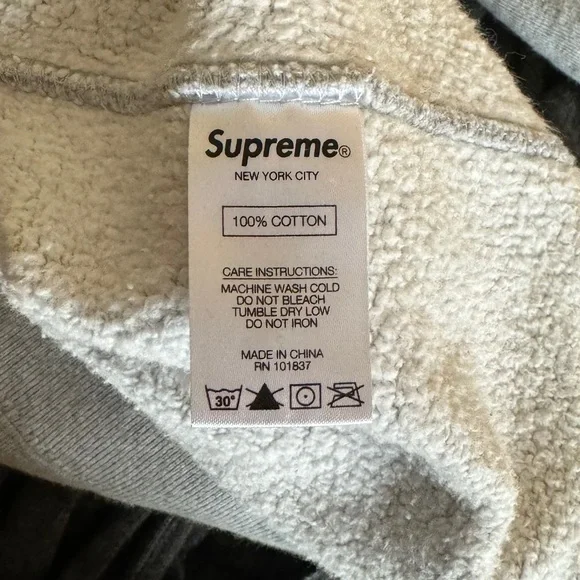 Supreme®
NEW YORK CITY
100% COTTON
CARE INSTRUCTIONS:
MACHINE WASH COLD
DO NOT BLEACH
TUMBLE DRY LOW
DO NOT IRON
MADE IN CHINA
RN 101837
30°